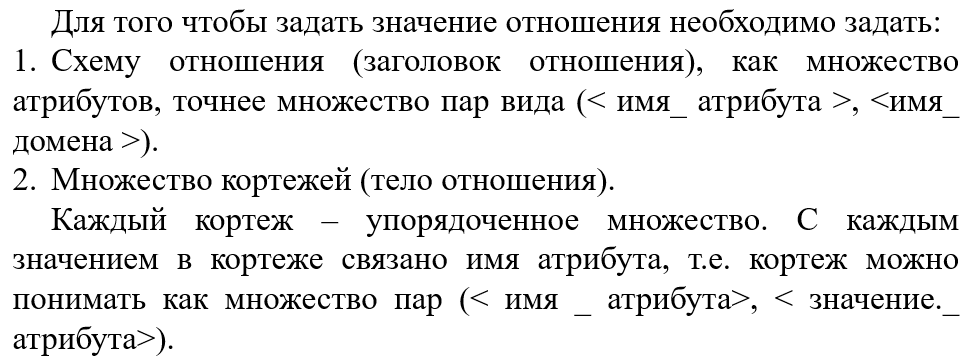 Для того чтобы задать значение отношения необходимо задать:
1. Схему отношения (заголовок отношения), как множество
атрибутов, точнее множество пар вида (< имя_ атрибута >, <имя_
домена >).
2. Множество кортежей (тело отношения).
Каждый кортеж – упорядоченное множество. С каждым
значением в кортеже связано имя атрибута, т.е. кортеж можно
понимать как множество пар (< имя _ атрибута>, < значение._
атрибута>).